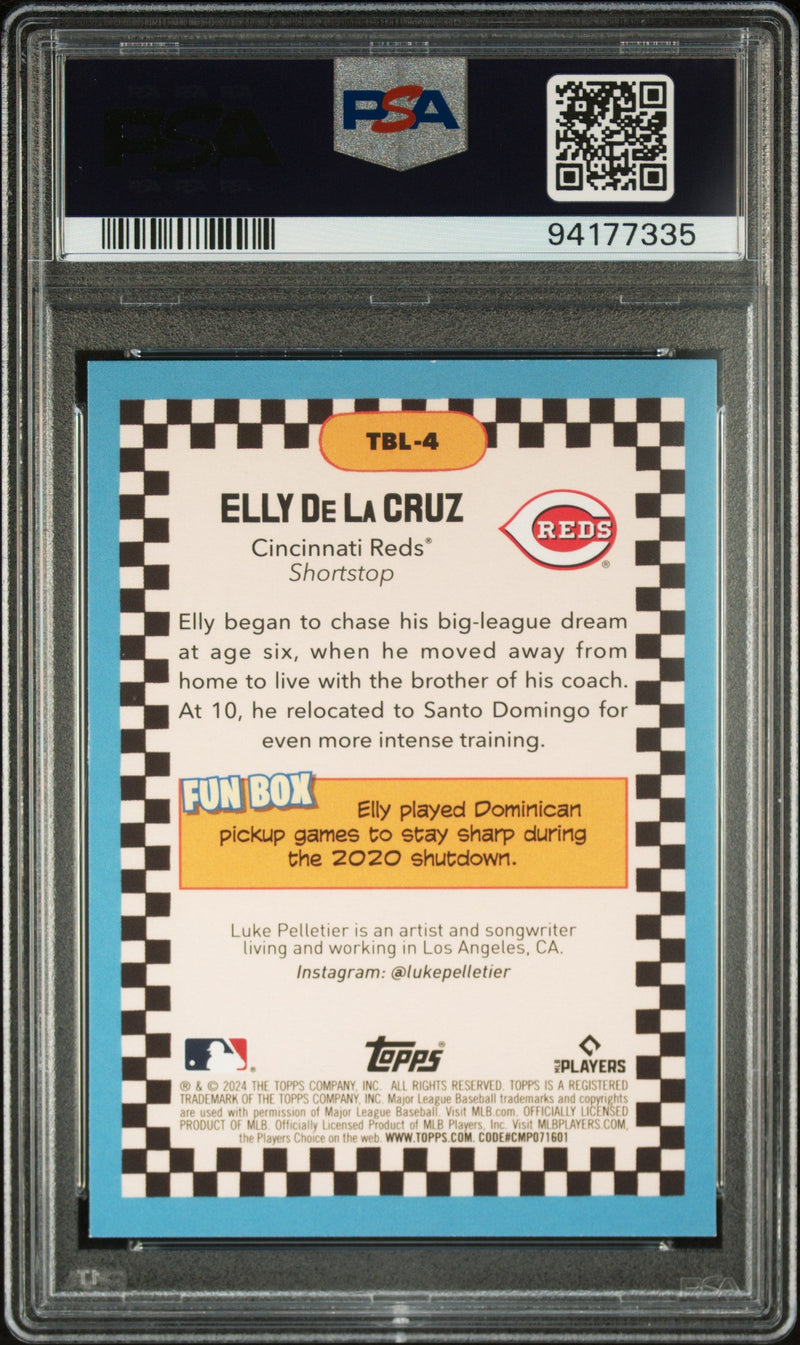 PSA
PSA
94177335
TBL-4
ELLY DE LA CRUZ
REDS
®
Cincinnati Reds®
Shortstop
Elly began to chase his big-league dream
at age six, when he moved away from
home to live with the brother of his coach.
At 10, he relocated to Santo Domingo for
even more intense training.
FUN BOX
Elly played Dominican
pickup games to stay sharp during
the 2020 shutdown.
Luke Pelletier is an artist and songwriter
living and working in Los Angeles, CA.
Instagram: @lukepelletier
®
Topps®
MLB PLAYERS
® & © 2024 THE TOPPS COMPANY, INC. ALL RIGHTS RESERVED. TOPPS IS A REGISTERED
TRADEMARK OF THE TOPPS COMPANY, INC. Major League Baseball trademarks and copyrights
are used with permission of Major League Baseball. Visit MLB.com. OFFICIALLY LICENSED
PRODUCT OF MLB. Officially Licensed Product of MLB Players, Inc. Visit MLBPLAYERS.COM,
the Players Choice on the web. WWW.TOPPS.COM. CODE#CMP071601
PSA